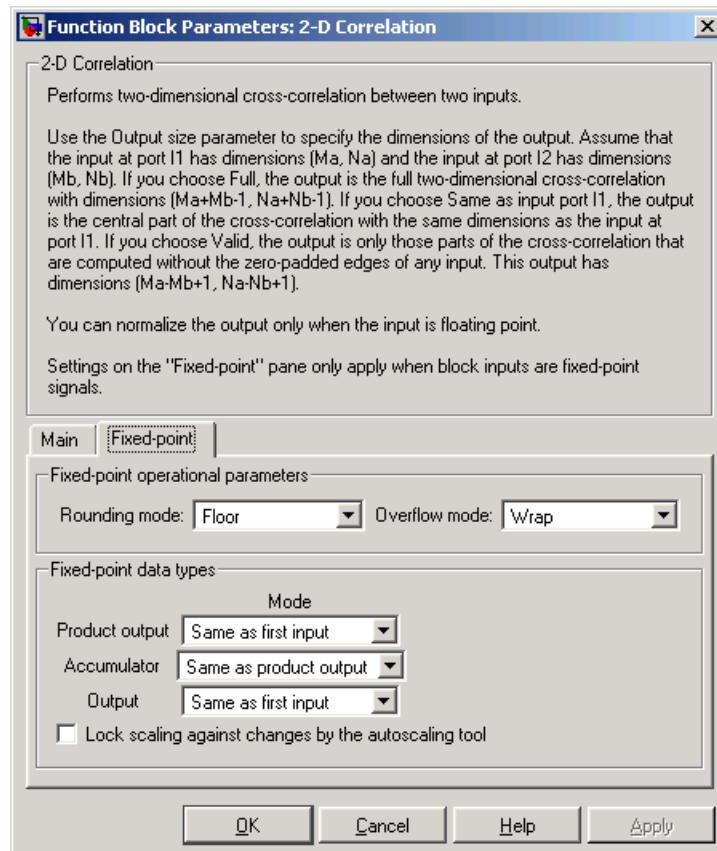 Function Block Parameters: 2-D Correlation
2-D Correlation
Performs two-dimensional cross-correlation between two inputs.
Use the Output size parameter to specify the dimensions of the output. Assume that
the input at port I1 has dimensions (Ma, Na) and the input at port I2 has dimensions
(Mb, Nb). If you choose Full, the output is the full two-dimensional cross-correlation
with dimensions (Ma+Mb-1, Na+Nb-1). If you choose Same as input port I1, the output
is the central part of the cross-correlation with the same dimensions as the input at
port I1. If you choose Valid, the output is only those parts of the cross-correlation that
are computed without the zero-padded edges of any input. This output has
dimensions (Ma-Mb+1, Na-Nb+1).
You can normalize the output only when the input is floating point.
Settings on the "Fixed-point" pane only apply when block inputs are fixed-point
signals.
Main Fixed-point
Fixed-point operational parameters
Rounding mode: Floor Overflow mode: Wrap
Fixed-point data types
Mode
Product output Same as first input
Accumulator Same as product output
Output Same as first input
Lock scaling against changes by the autoscaling tool
OK Cancel Help Apply